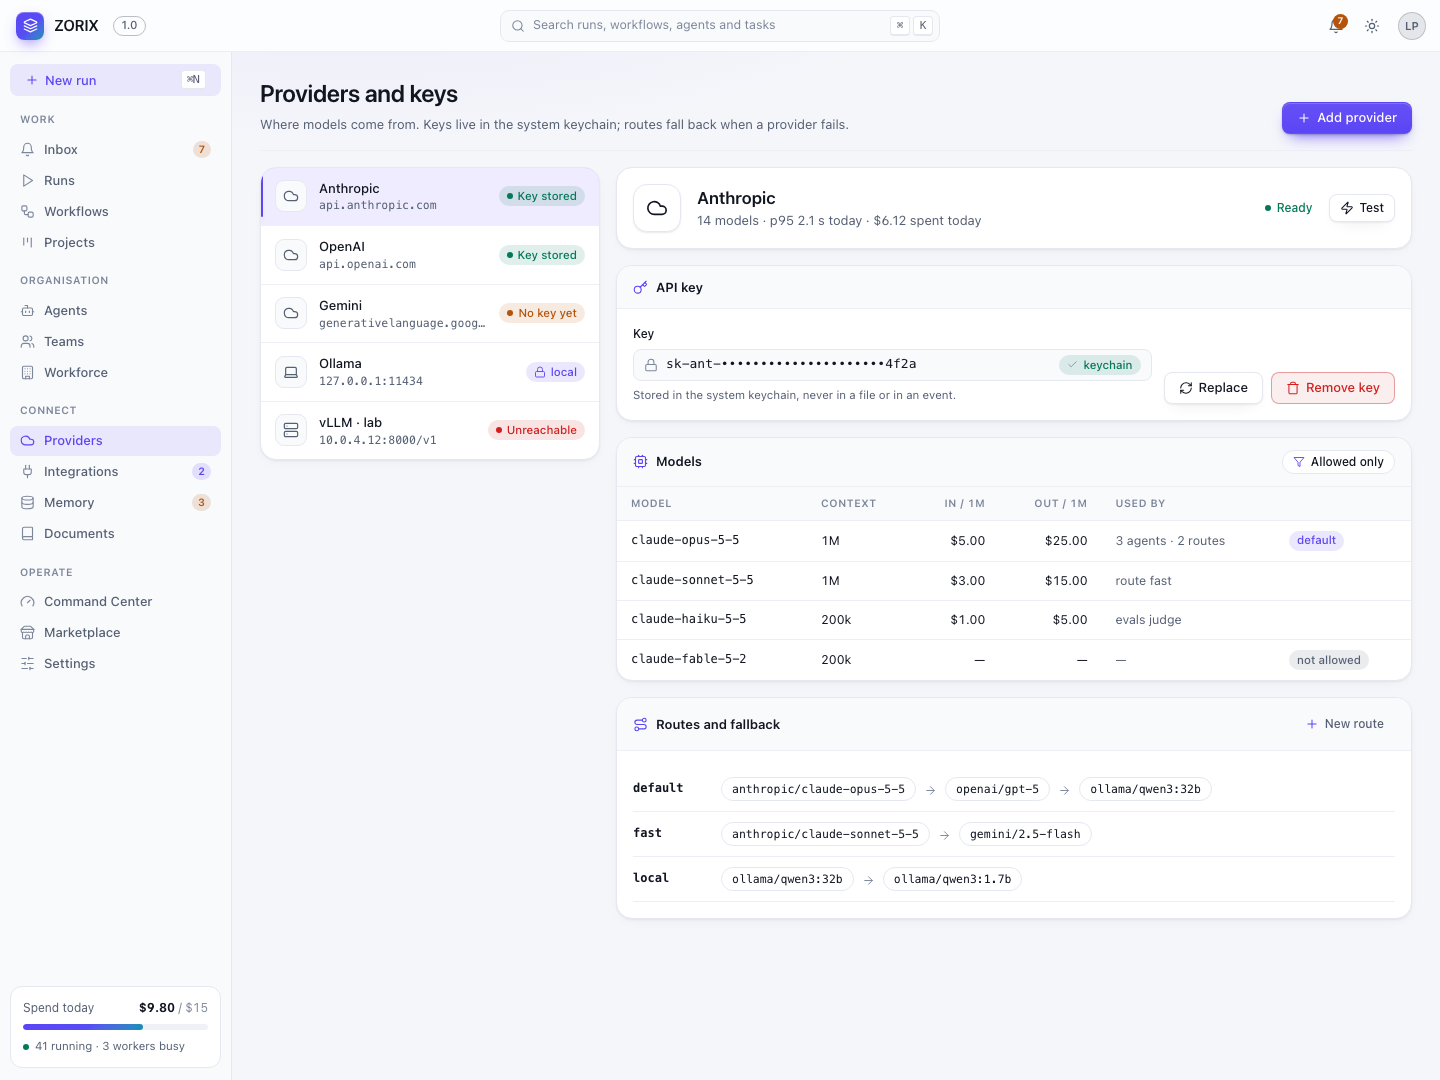 ZORIX 1.0
Search runs, workflows, agents and tasks ⌘ K
7
LP
+ New run ⌘N
WORK
Inbox 7
Runs
Workflows
Projects
ORGANISATION
Agents
Teams
Workforce
CONNECT
Providers
Integrations 2
Memory 3
Documents
OPERATE
Command Center
Marketplace
Settings
Spend today $9.80 / $15
41 running · 3 workers busy
Providers and keys
Where models come from. Keys live in the system keychain; routes fall back when a provider fails.
+ Add provider
Anthropic
api.anthropic.com
Key stored
OpenAI
api.openai.com
Key stored
Gemini
generativelanguage.goog…
No key yet
Ollama
127.0.0.1:11434
local
vLLM · lab
10.0.4.12:8000/v1
Unreachable
Anthropic
14 models · p95 2.1 s today · $6.12 spent today
Ready
Test
API key
Key
sk-ant-•••••••••••••••••••••4f2a
keychain
Stored in the system keychain, never in a file or in an event.
Replace
Remove key
Models
Allowed only
MODEL CONTEXT IN / 1M OUT / 1M USED BY
claude-opus-5-5 1M $5.00 $25.00 3 agents · 2 routes default
claude-sonnet-5-5 1M $3.00 $15.00 route fast
claude-haiku-5-5 200k $1.00 $5.00 evals judge
claude-fable-5-2 200k — — — not allowed
Routes and fallback
+ New route
default anthropic/claude-opus-5-5 → openai/gpt-5 → ollama/qwen3:32b
fast anthropic/claude-sonnet-5-5 → gemini/2.5-flash
local ollama/qwen3:32b → ollama/qwen3:1.7b